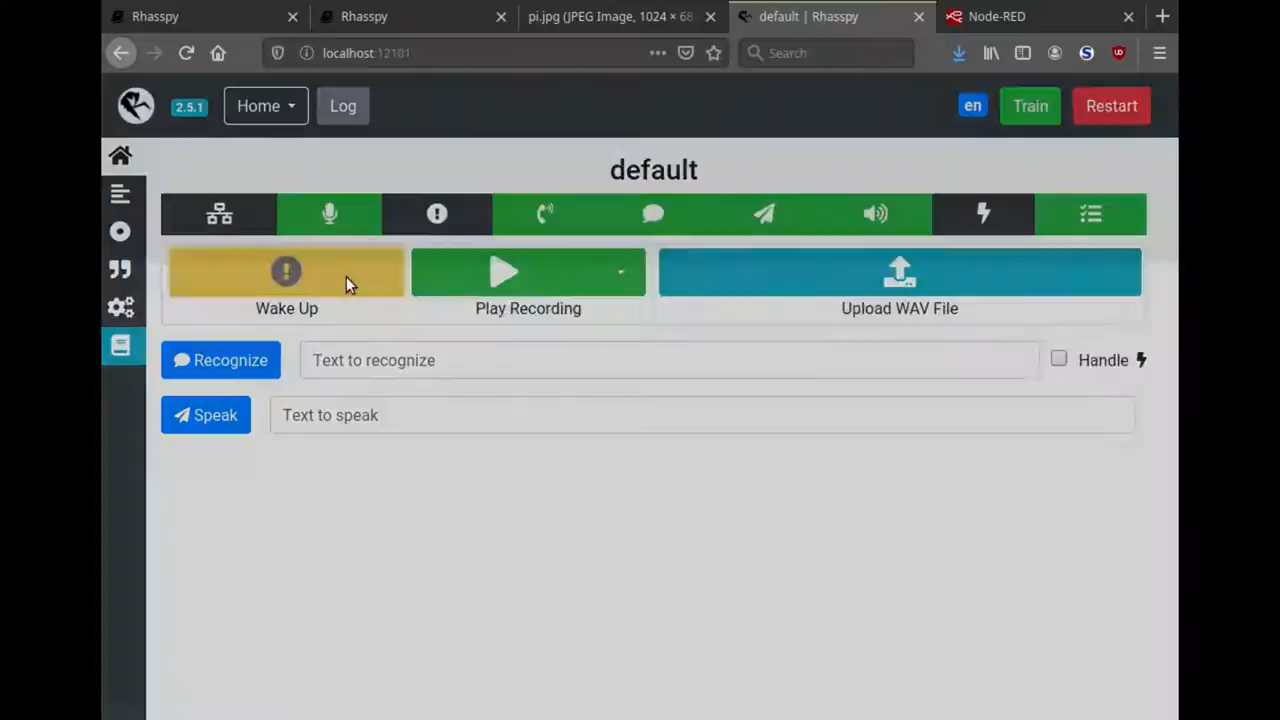 Rhasspy
Rhasspy
pi.jpg (JPEG Image, 1024 × 68
default | Rhasspy
Node-RED
localhost:12101
Search
2.5.1
Home
Log
en
Train
Restart
default
Wake Up
Play Recording
Upload WAV File
Recognize
Text to recognize
Handle
Speak
Text to speak